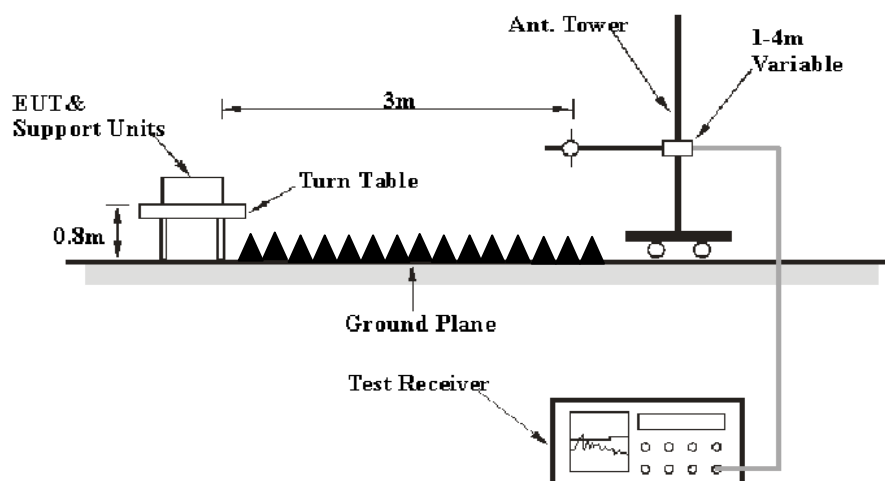 Ant. Tower
1-4m
Variable
3m
EUT&
Support Units
Turn Table
0.8m
Ground Plane
Test Receiver